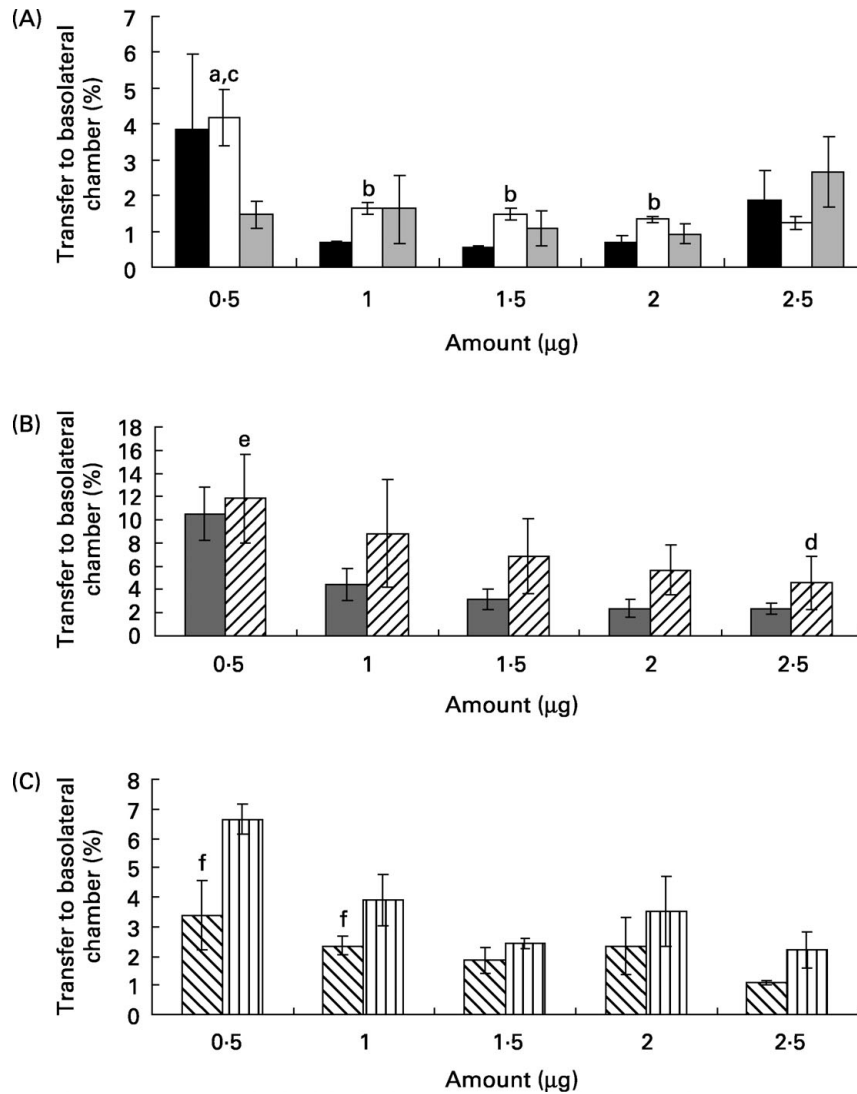 (A)
Transfer to basolateral
chamber (%)
7
6
5
4
3
2
1
0
a,c
b
b
b
0·5 1 1·5 2 2·5
Amount (μg)
(B)
Transfer to basolateral
chamber (%)
18
16
14
12
10
8
6
4
2
0
e
d
0·5 1 1·5 2 2·5
Amount (μg)
(C)
Transfer to basolateral
chamber (%)
8
7
6
5
4
3
2
1
0
f
f
0·5 1 1·5 2 2·5
Amount (μg)